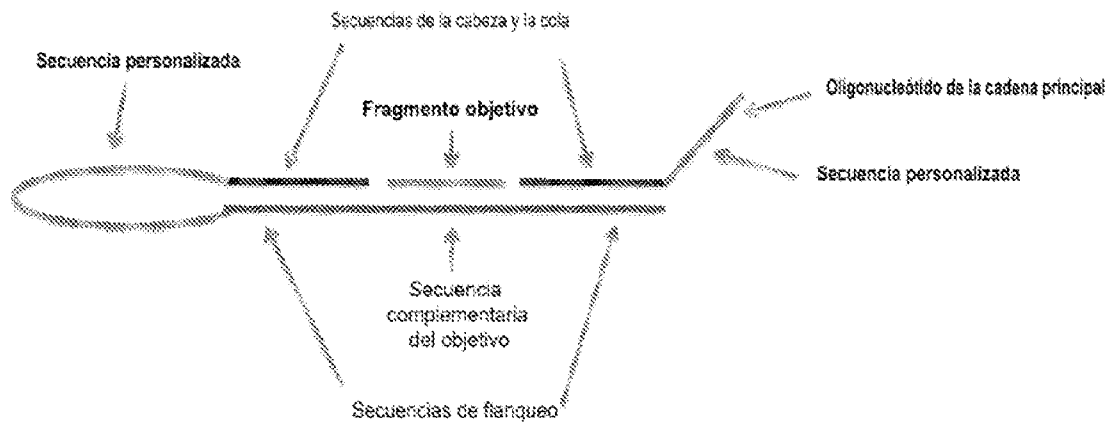 Secuencias de la cabeza y la cola
Secuencia personalizada
Oligonucleótido de la cadena principal
Fragmento objetivo
Secuencia personalizada
Secuencia
complementaria
del objetivo
Secuencias de flanqueo